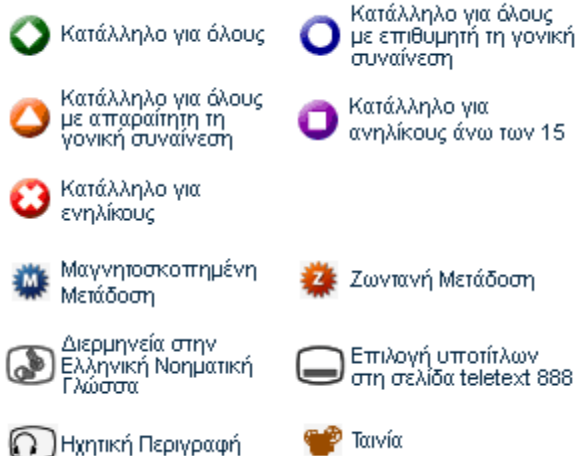 Κατάλληλο για όλους
Κατάλληλο για όλους
με επιθυμητή τη γονική
συναίνεση
Κατάλληλο για όλους
με απαραίτητη τη
γονική συναίνεση
Κατάλληλο για
ανηλίκους άνω των 15
Κατάλληλο για
ενηλίκους
M
Μαγνητοσκοπημένη
Μετάδοση
Z
Ζωντανή Μετάδοση
Διερμηνεία στην
Ελληνική Νοηματική
Γλώσσα
Επιλογή υποτίτλων
στη σελίδα teletext 888
Ηχητική Περιγραφή
Ταινία